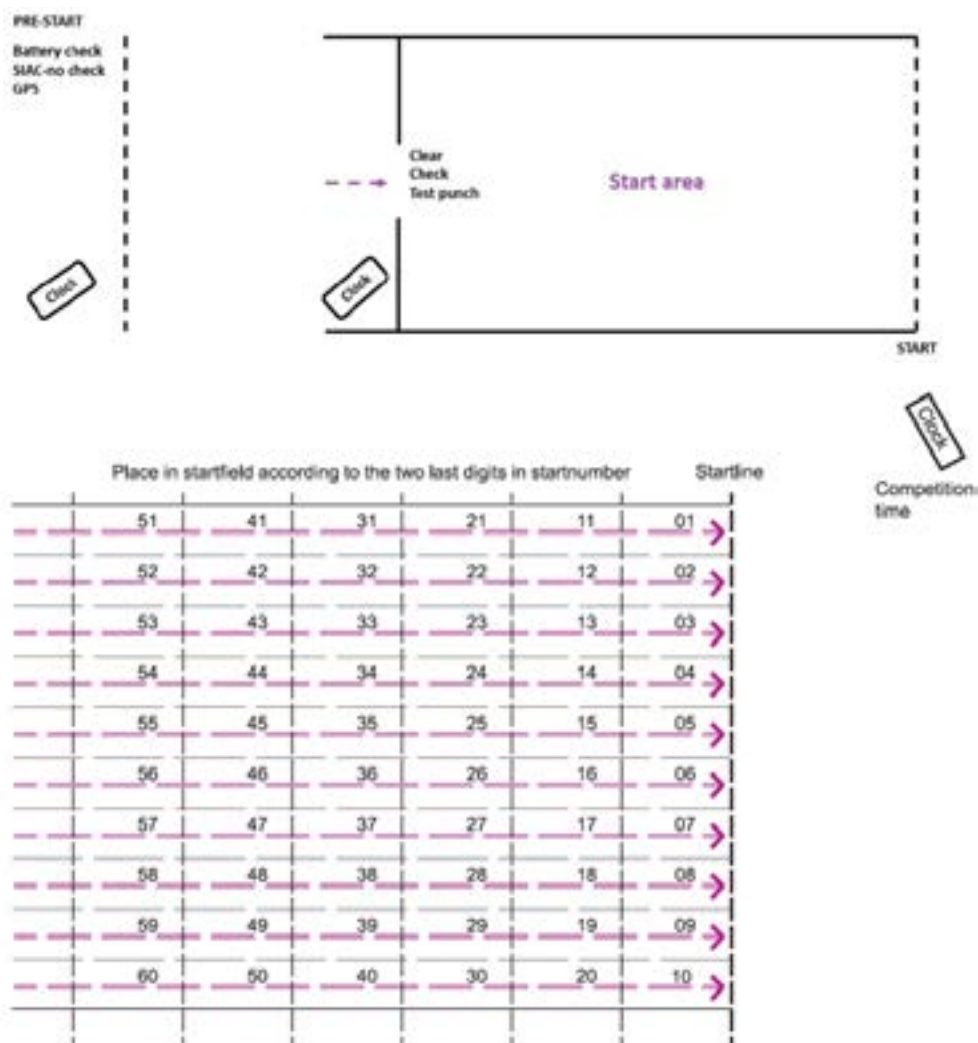 PRE-START
Battery check
SIAC-no check
GPS
Clear
Check
Test punch
Start area
Clock
Clock
START
Clock
Competition
time
Place in startfield according to the two last digits in startnumber Startline
51 41 31 21 11 01
52 42 32 22 12 02
53 43 33 23 13 03
54 44 34 24 14 04
55 45 35 25 15 05
56 46 36 26 16 06
57 47 37 27 17 07
58 48 38 28 18 08
59 49 39 29 19 09
60 50 40 30 20 10